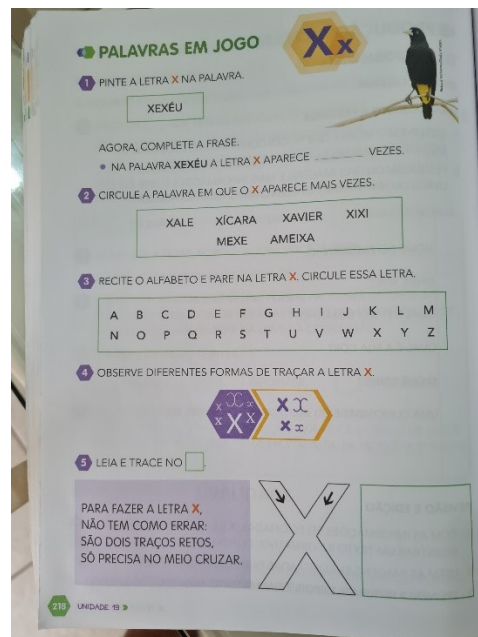 PALAVRAS EM JOGO
X x
1 PINTE A LETRA X NA PALAVRA.
XEXÉU
AGORA, COMPLETE A FRASE.
• NA PALAVRA XEXÉU A LETRA X APARECE ________ VEZES.
2 CIRCULE A PALAVRA EM QUE O X APARECE MAIS VEZES.
XALE XÍCARA XAVIER XIXI
MEXE AMEIXA
3 RECITE O ALFABETO E PARE NA LETRA X. CIRCULE ESSA LETRA.
A B C D E F G H I J K L M
N O P Q R S T U V W X Y Z
4 OBSERVE DIFERENTES FORMAS DE TRAÇAR A LETRA X.
x X x X X
x X x X x
5 LEIA E TRACE NO □.
PARA FAZER A LETRA X,
NÃO TEM COMO ERRAR:
SÃO DOIS TRAÇOS RETOS,
SÓ PRECISA NO MEIO CRUZAR.
X
218 UNIDADE 19